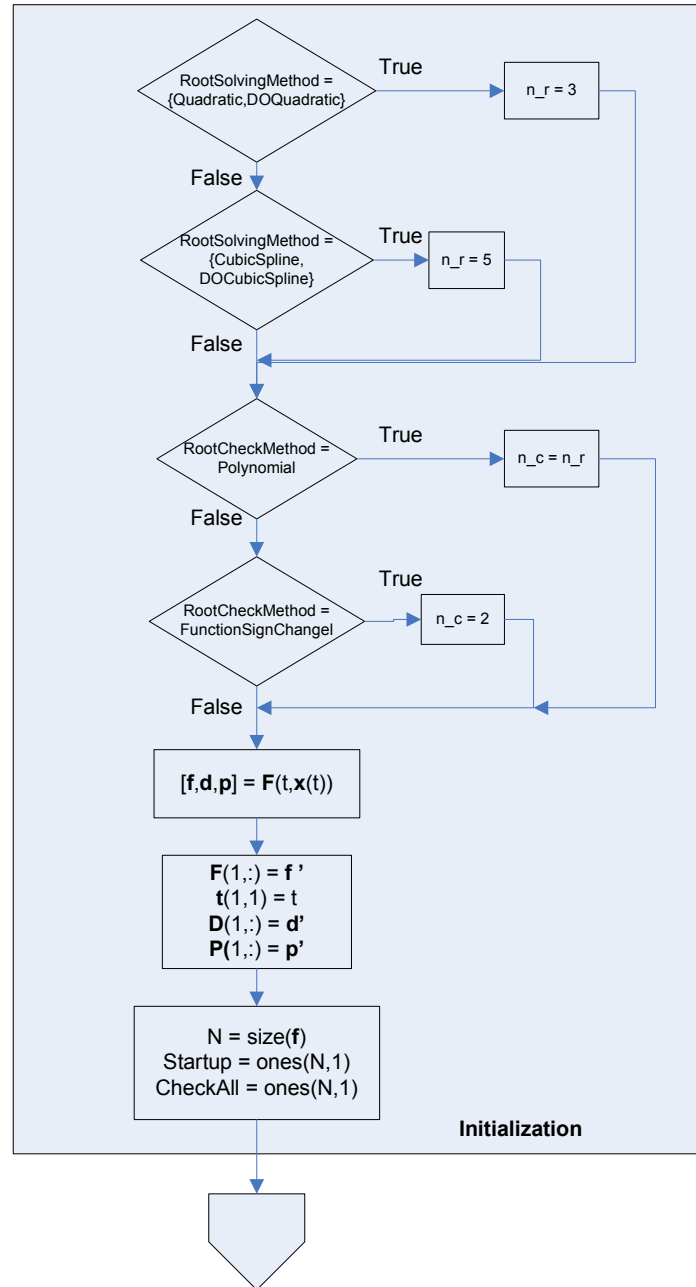 RootSolvingMethod =
{Quadratic,DOQuadratic}
True
n_r = 3
False
RootSolvingMethod =
{CubicSpline,
DOCubicSpline}
True
n_r = 5
False
RootCheckMethod =
Polynomial
True
n_c = n_r
False
RootCheckMethod =
FunctionSignChangel
True
n_c = 2
False
[f,d,p] = F(t,x(t))
F(1,:) = f '
t(1,1) = t
D(1,:) = d’
P(1,:) = p’
N = size(f)
Startup = ones(N,1)
CheckAll = ones(N,1)
Initialization